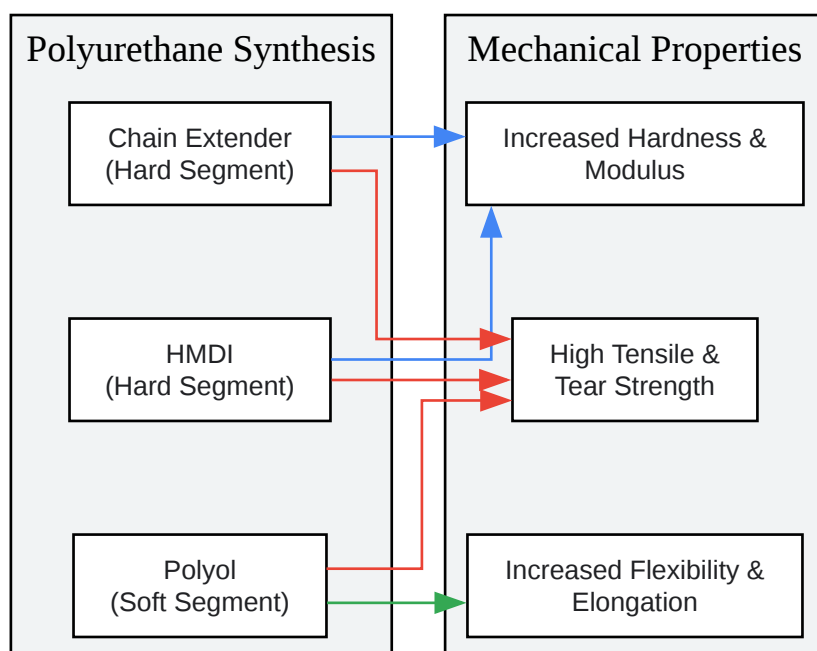 Polyurethane Synthesis
Chain Extender
(Hard Segment)
HMDI
(Hard Segment)
Polyol
(Soft Segment)
Mechanical Properties
Increased Hardness &
Modulus
High Tensile &
Tear Strength
Increased Flexibility &
Elongation